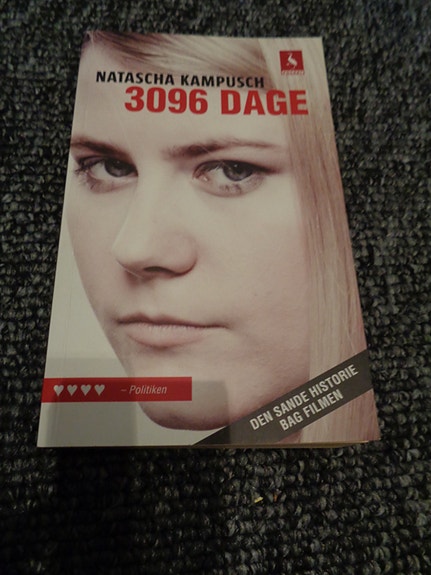 NATASCHA KAMPUSCH
3096 DAGE
– Politiken
DEN SANDE HISTORIE
BAG FILMEN